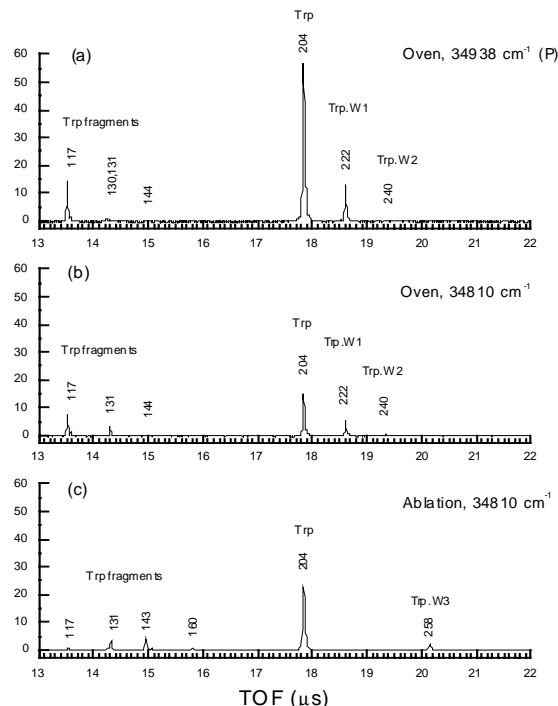 Trp
60
(a)
204
Oven, 34938 cm-1 (P)
50
40
Trp fragments
Trp.W1
30
117
130,131
222
Trp.W2
20
144
240
10
0
13 14 15 16 17 18 19 20 21 22
60
(b)
50
Oven, 34810 cm-1
40
Trp
30
Trp fragments
Trp.W1
20
204
Trp.W2
117
131
144
222
240
10
0
13 14 15 16 17 18 19 20 21 22
60
(c)
50
Ablation, 34810 cm-1
40
Trp
30
Trp fragments
204
20
Trp.W3
117
131
143
160
258
10
0
13 14 15 16 17 18 19 20 21 22
TOF (μs)